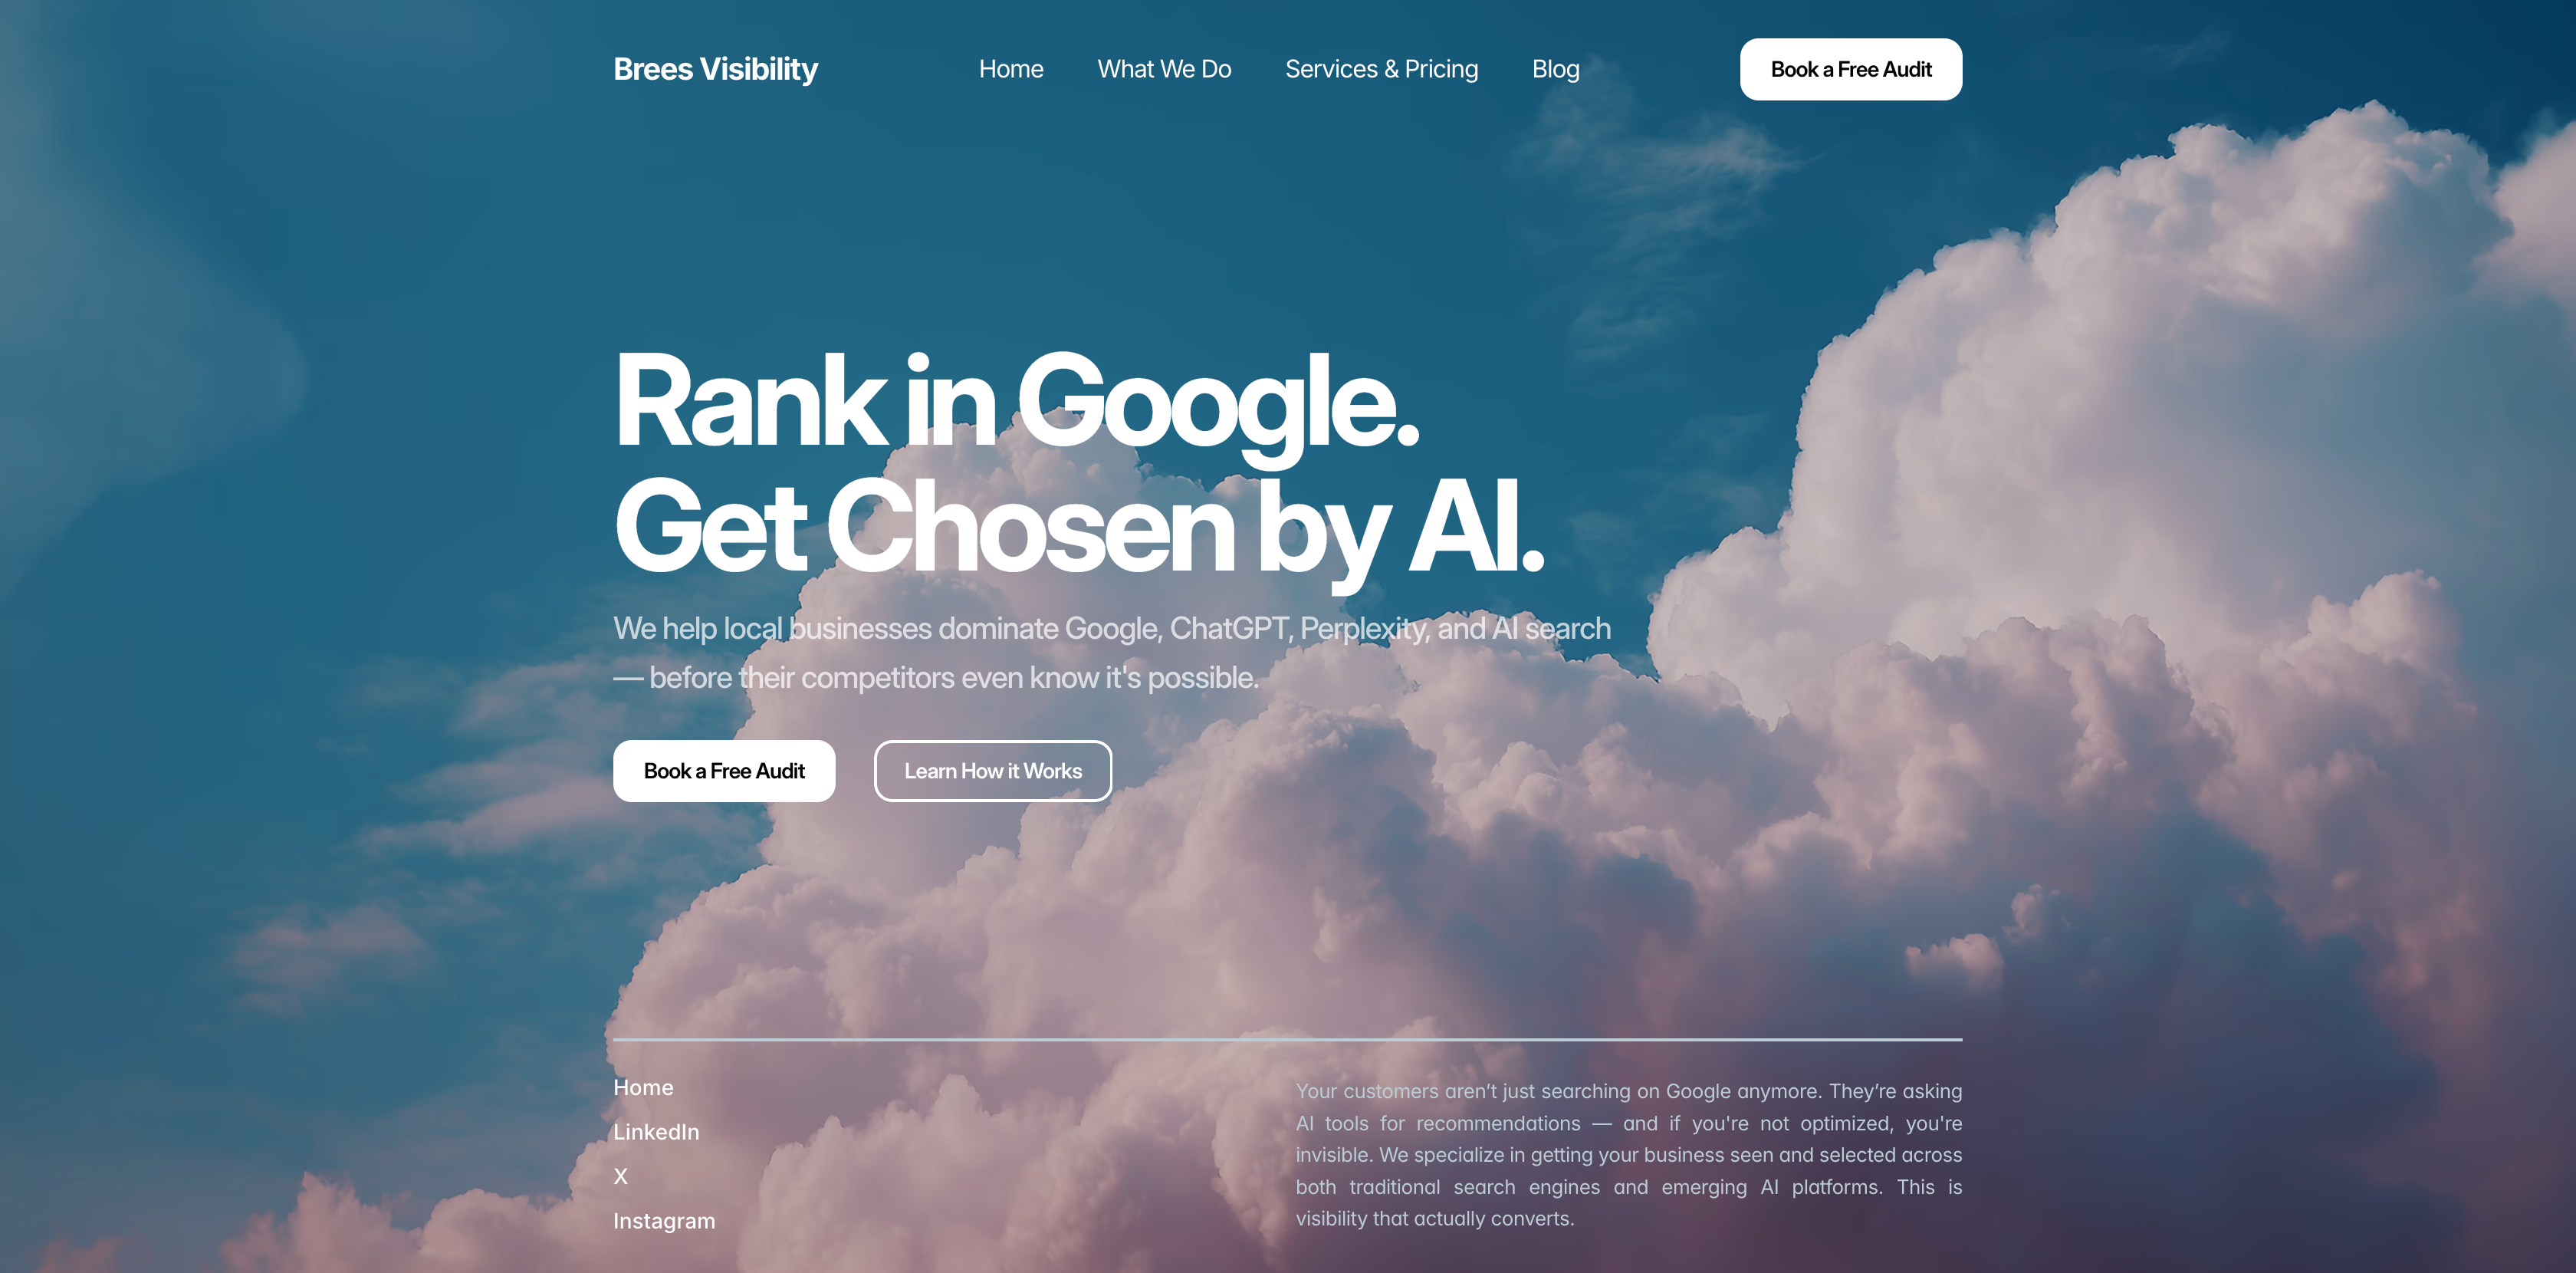 Brees Visibility
Home
What We Do
Services & Pricing
Blog
Book a Free Audit
Rank in Google.
Get Chosen by AI.
We help local businesses dominate Google, ChatGPT, Perplexity, and AI search
— before their competitors even know it's possible.
Book a Free Audit
Learn How it Works
Home
LinkedIn
X
Instagram
Your customers aren’t just searching on Google anymore. They’re asking
AI tools for recommendations — and if you're not optimized, you're
invisible. We specialize in getting your business seen and selected across
both traditional search engines and emerging AI platforms. This is
visibility that actually converts.